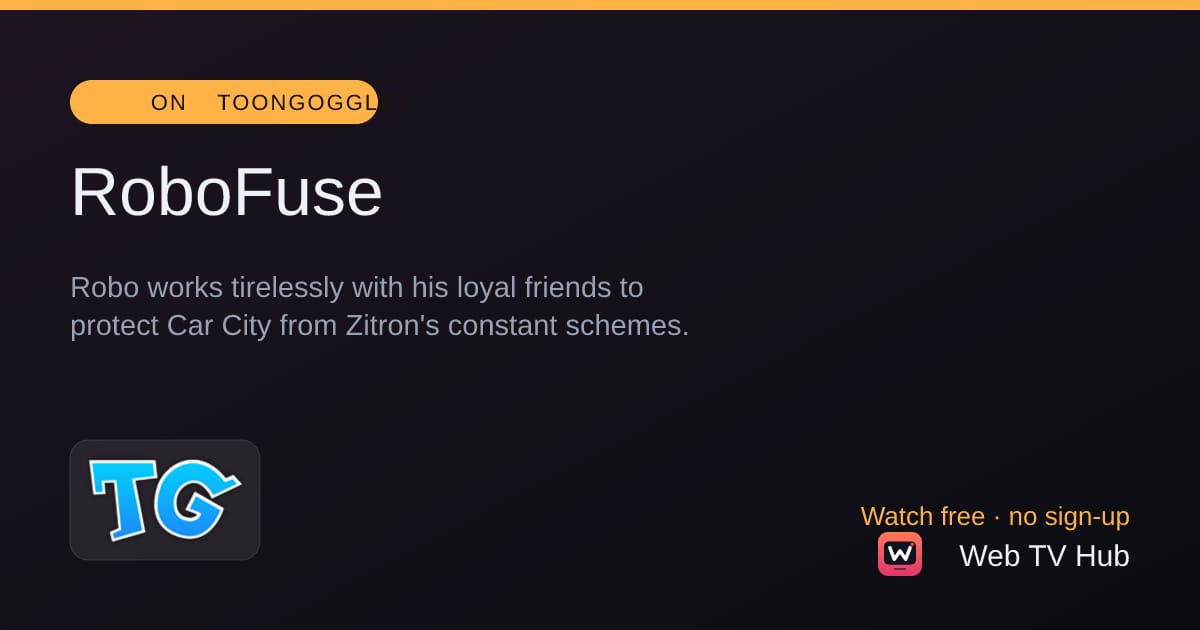 ON TOONGOGGL
RoboFuse
Robo works tirelessly with his loyal friends to
protect Car City from Zitron's constant schemes.
TG
Watch free · no sign-up
W
Web TV Hub